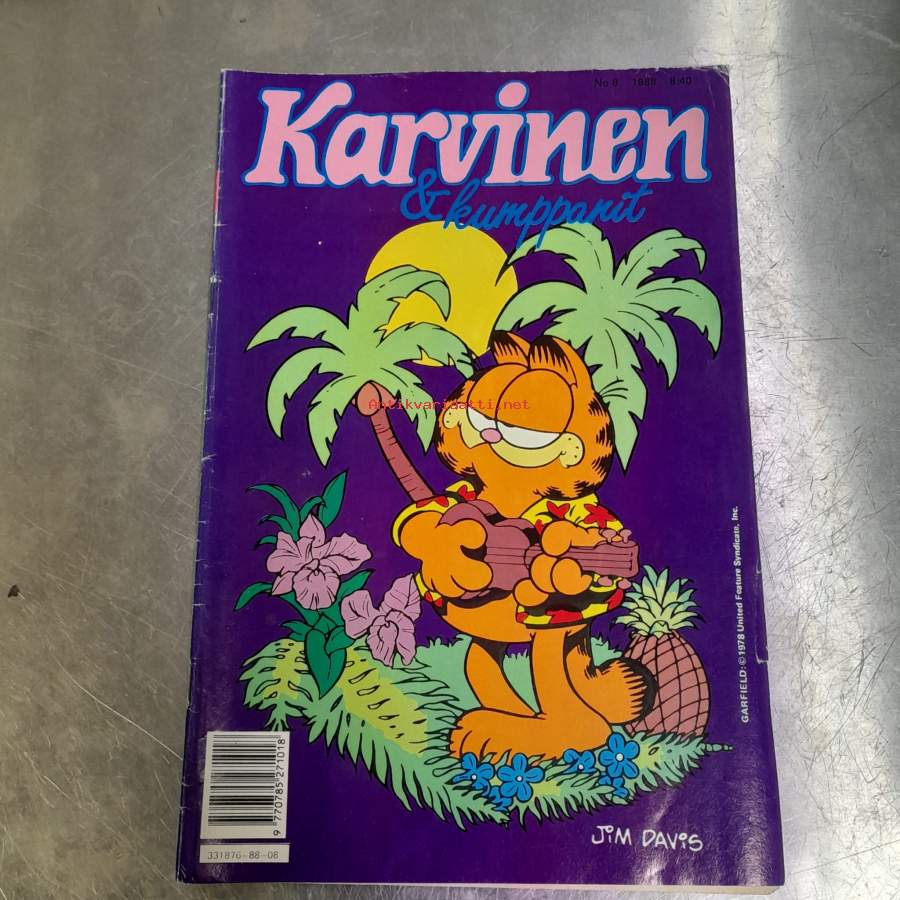 No 8 1988 8,40
Karvinen
& kumppanit
Antikvariaatti.net
GARFIELD: © 1978 United Feature Syndicate, Inc.
9 770785 271018
331876-88-08
JIM DAVIS